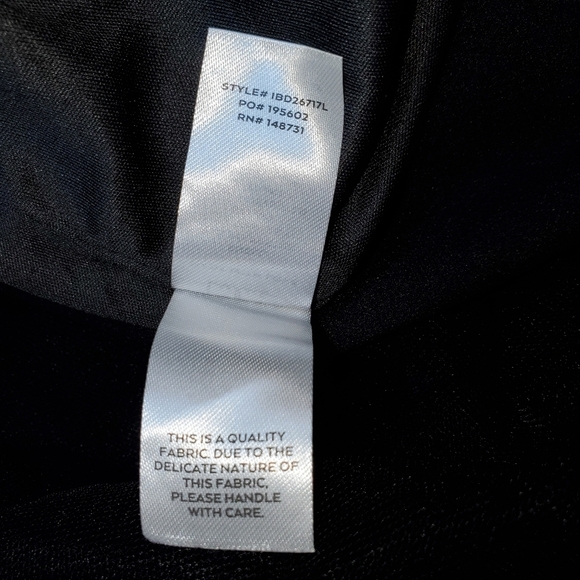 STYLE# IBD26717L
PO# 195602
RN# 148731
THIS IS A QUALITY
FABRIC. DUE TO THE
DELICATE NATURE OF
THIS FABRIC,
PLEASE HANDLE
WITH CARE.